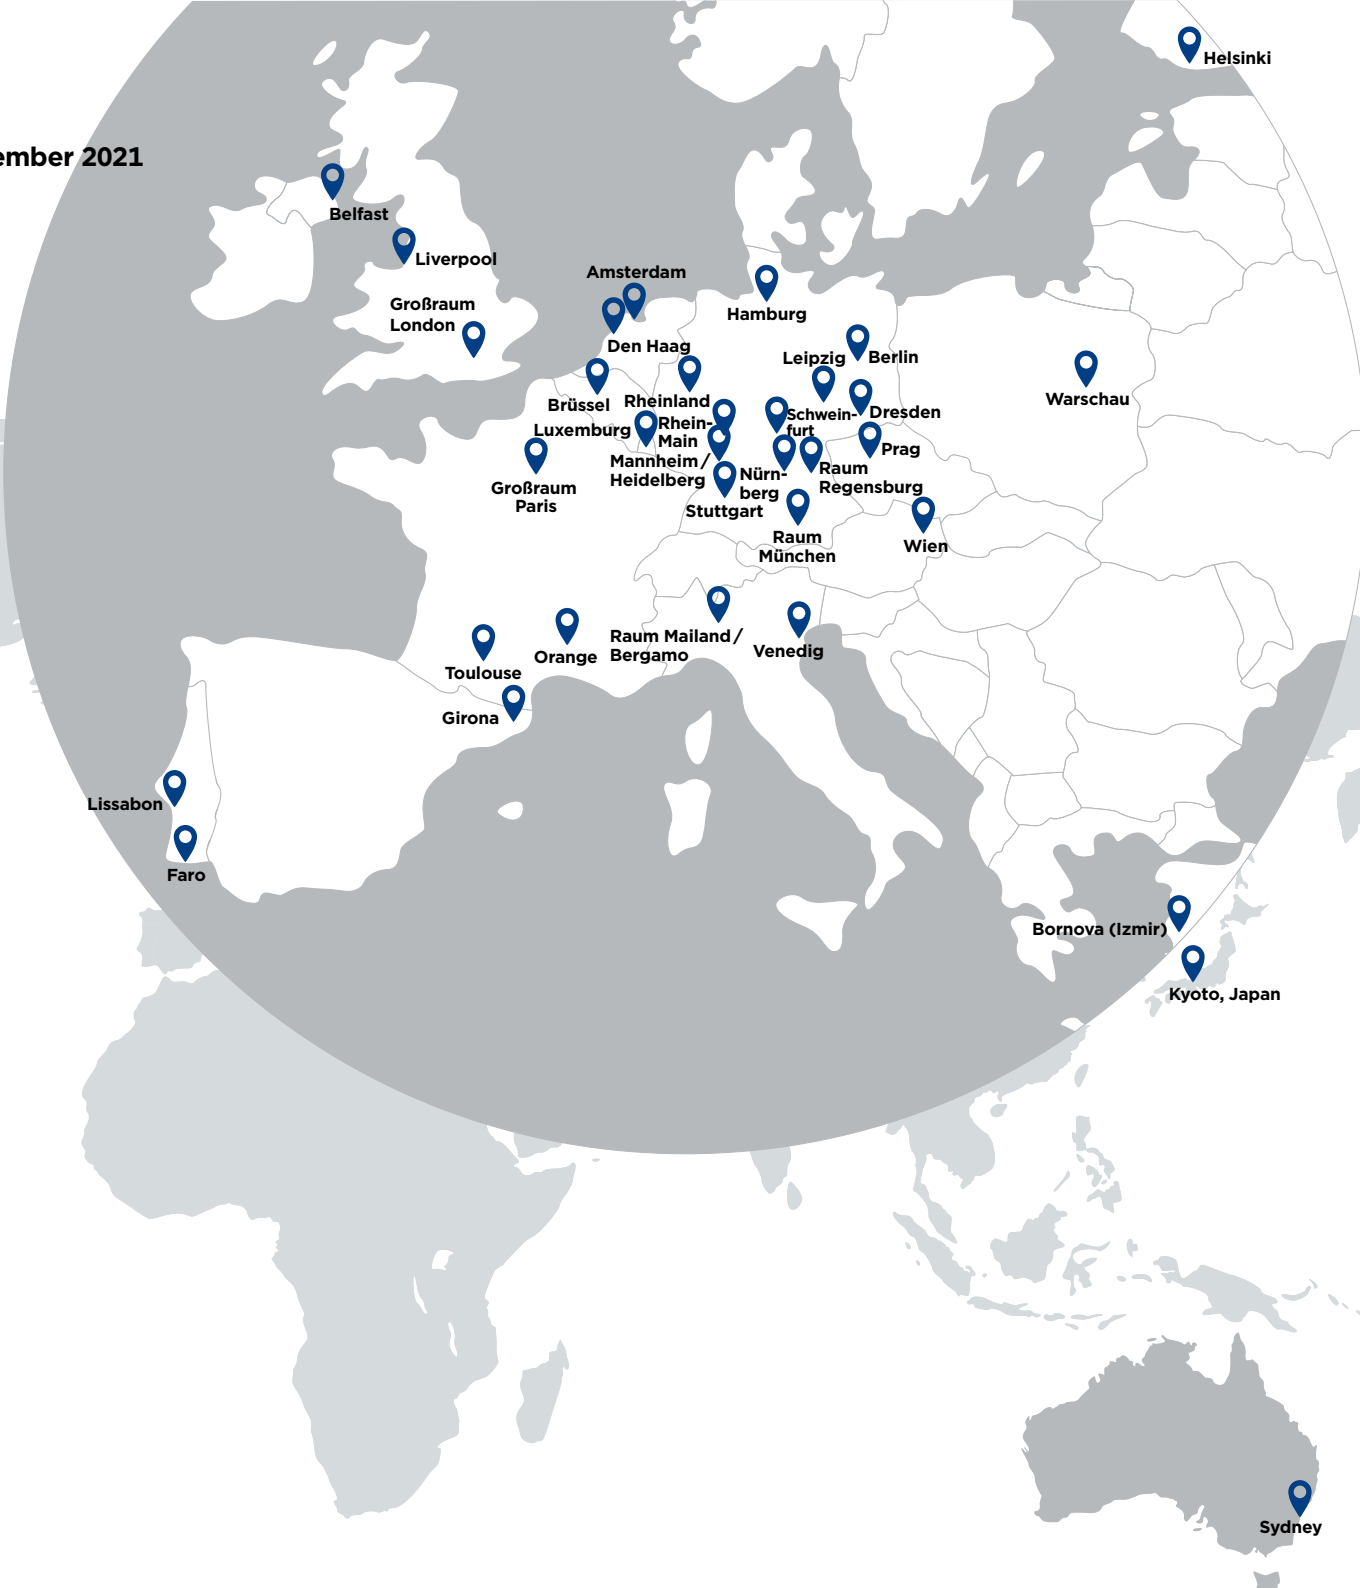 Helsinki
ember 2021
Belfast
Liverpool
Amsterdam
Großraum
London
Hamburg
Den Haag
Leipzig
Berlin
Warschau
Brüssel
Rheinland
Schwein-
furt
Dresden
Luxemburg
Rhein-
Main
Prag
Mannheim/
Heidelberg
Nürn-
berg
Raum
Regensburg
Großraum
Paris
Stuttgart
Raum
München
Wien
Raum Mailand/
Bergamo
Venedig
Orange
Toulouse
Girona
Lissabon
Faro
Bornova (Izmir)
Kyoto, Japan
Sydney